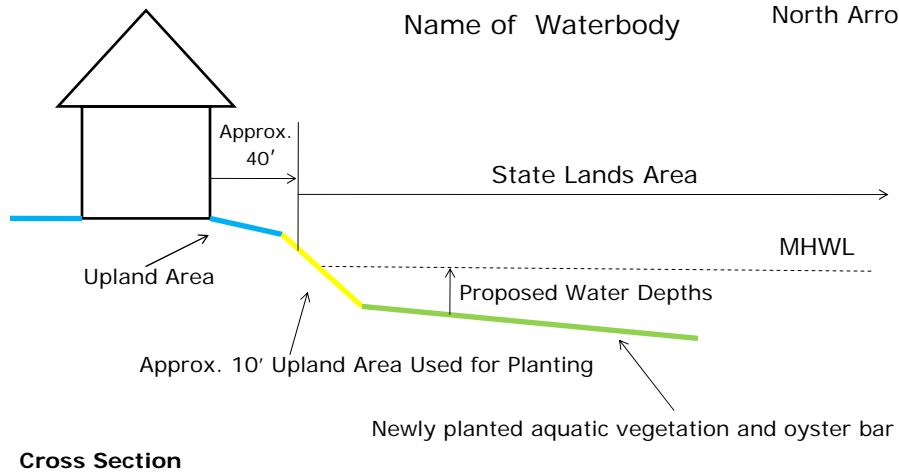 Name of Waterbody
North Arro
Approx.
40'
State Lands Area
MHWL
Upland Area
Proposed Water Depths
Approx. 10' Upland Area Used for Planting
Newly planted aquatic vegetation and oyster bar
Cross Section